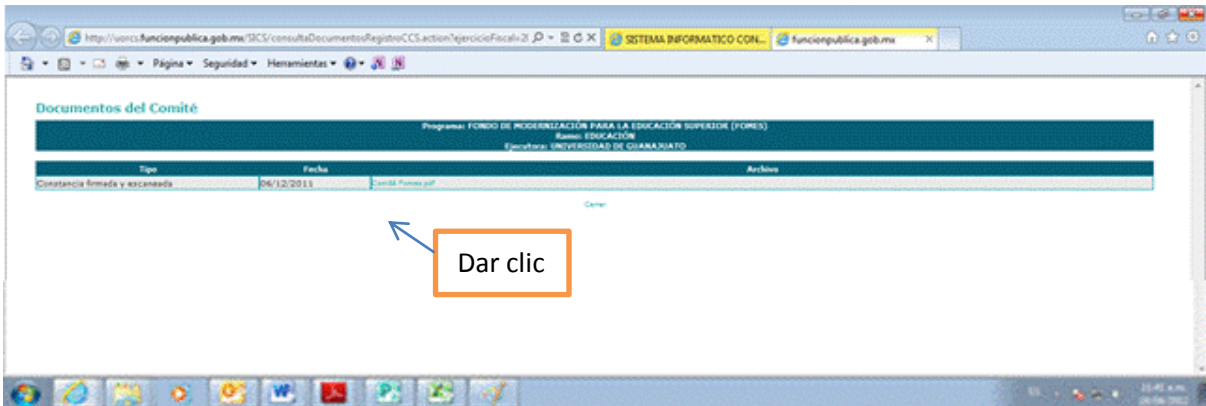 http://uorcs.funcionpublica.gob.mx/SICS/consultaDocumentosRegistroCCS.action?ejercicioFiscal=2
SISTEMA INFORMATICO CON...
funcionpublica.gob.mx
Página Seguridad Herramientas
Documentos del Comité
Programa: FONDO DE MODERNIZACIÓN PARA LA EDUCACIÓN SUPERIOR (FOMES)
Ramo: EDUCACIÓN
Ejecutora: UNIVERSIDAD DE GUANAJUATO
Tipo Fecha Archivo
Constancia firmada y escaneada 06/12/2011 Comité Fomes.pdf
Cerrar
Dar clic